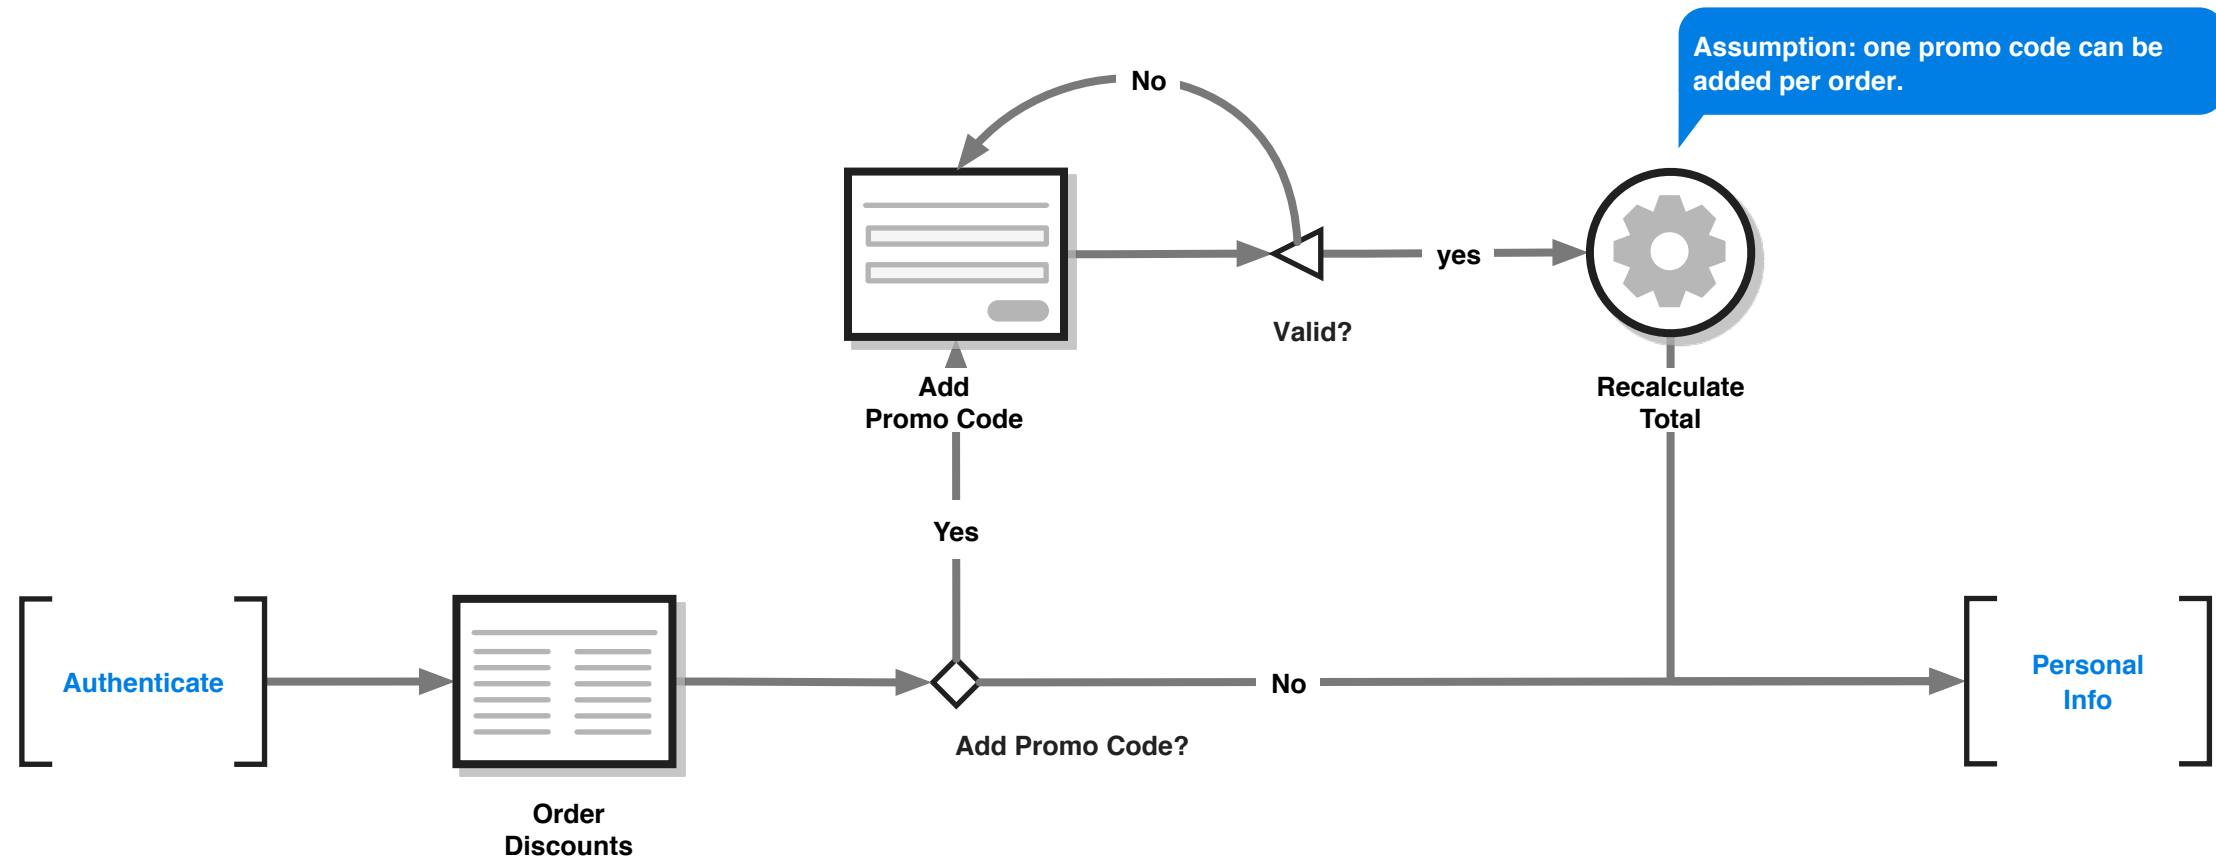 Assumption: one promo code can be
added per order.
No
yes
Valid?
Add
Promo Code
Recalculate
Total
Yes
Authenticate
No
Personal
Info
Add Promo Code?
Order
Discounts